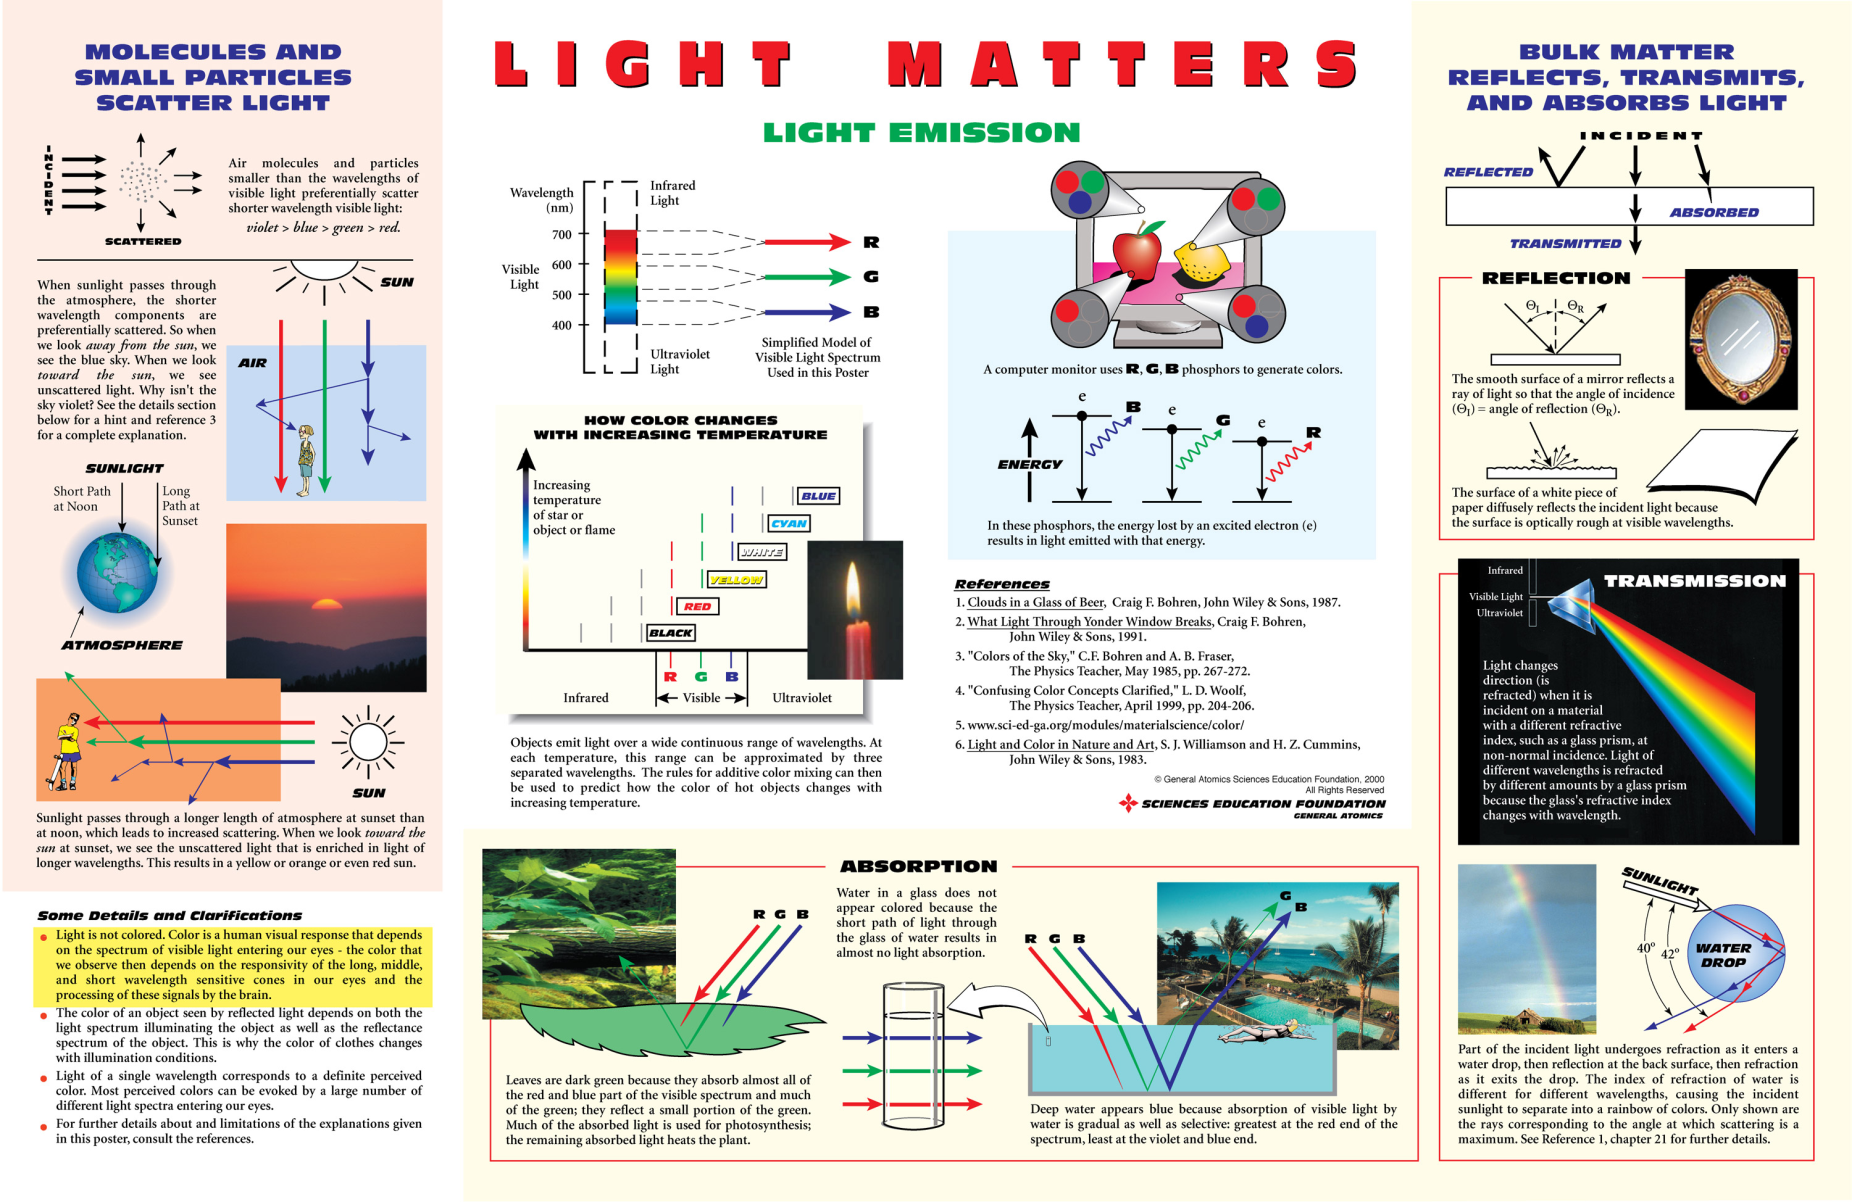 MOLECULES AND
SMALL PARTICLES
SCATTER LIGHT
INCIDENT
SCATTERED
Air molecules and particles
smaller than the wavelengths of
visible light preferentially scatter
shorter wavelength visible light:
violet > blue > green > red.
When sunlight passes through
the atmosphere, the shorter
wavelength components are
preferentially scattered. So when
we look away from the sun, we
see the blue sky. When we look
toward the sun, we see
unscattered light. Why isn't the
sky violet? See the details section
below for a hint and reference 3
for a complete explanation.
SUN
AIR
SUNLIGHT
Short Path
at Noon
Long
Path at
Sunset
ATMOSPHERE
SUN
Sunlight passes through a longer length of atmosphere at sunset than
at noon, which leads to increased scattering. When we look toward the
sun at sunset, we see the unscattered light that is enriched in light of
longer wavelengths. This results in a yellow or orange or even red sun.
Some Details and Clarifications
• Light is not colored. Color is a human visual response that depends
on the spectrum of visible light entering our eyes - the color that
we observe then depends on the responsivity of the long, middle,
and short wavelength sensitive cones in our eyes and the
processing of these signals by the brain.
• The color of an object seen by reflected light depends on both the
light spectrum illuminating the object as well as the reflectance
spectrum of the object. This is why the color of clothes changes
with illumination conditions.
• Light of a single wavelength corresponds to a definite perceived
color. Most perceived colors can be evoked by a large number of
different light spectra entering our eyes.
• For further details about and limitations of the explanations given
in this poster, consult the references.
LIGHT MATTERS
LIGHT EMISSION
Wavelength
(nm)
700
600
500
400
Visible
Light
Infrared
Light
Ultraviolet
Light
R
G
B
Simplified Model of
Visible Light Spectrum
Used in this Poster
HOW COLOR CHANGES
WITH INCREASING TEMPERATURE
Increasing
temperature
of star or
object or flame
BLUE
CYAN
WHITE
YELLOW
RED
BLACK
R G B
Infrared
Visible
Ultraviolet
Objects emit light over a wide continuous range of wavelengths. At
each temperature, this range can be approximated by three
separated wavelengths. The rules for additive color mixing can then
be used to predict how the color of hot objects changes with
increasing temperature.
A computer monitor uses R, G, B phosphors to generate colors.
e B
e G
e R
ENERGY
In these phosphors, the energy lost by an excited electron (e)
results in light emitted with that energy.
References
1. Clouds in a Glass of Beer, Craig F. Bohren, John Wiley & Sons, 1987.
2. What Light Through Yonder Window Breaks, Craig F. Bohren,
John Wiley & Sons, 1991.
3. "Colors of the Sky," C.F. Bohren and A. B. Fraser,
The Physics Teacher, May 1985, pp. 267-272.
4. "Confusing Color Concepts Clarified," L. D. Woolf,
The Physics Teacher, April 1999, pp. 204-206.
5. www.sci-ed-ga.org/modules/materialscience/color/
6. Light and Color in Nature and Art, S. J. Williamson and H. Z. Cummins,
John Wiley & Sons, 1983.
© General Atomics Sciences Education Foundation, 2000
All Rights Reserved
SCIENCES EDUCATION FOUNDATION
GENERAL ATOMICS
ABSORPTION
R G B
Leaves are dark green because they absorb almost all of
the red and blue part of the visible spectrum and much
of the green; they reflect a small portion of the green.
Much of the absorbed light is used for photosynthesis;
the remaining absorbed light heats the plant.
Water in a glass does not
appear colored because the
short path of light through
the glass of water results in
almost no light absorption.
R G B
G
B
Deep water appears blue because absorption of visible light by
water is gradual as well as selective: greatest at the red end of the
spectrum, least at the violet and blue end.
BULK MATTER
REFLECTS, TRANSMITS,
AND ABSORBS LIGHT
INCIDENT
REFLECTED
ABSORBED
TRANSMITTED
REFLECTION
ΘI ΘR
The smooth surface of a mirror reflects a
ray of light so that the angle of incidence
(ΘI) = angle of reflection (ΘR).
The surface of a white piece of
paper diffusely reflects the incident light because
the surface is optically rough at visible wavelengths.
TRANSMISSION
Infrared
Visible Light
Ultraviolet
Light changes
direction (is
refracted) when it is
incident on a material
with a different refractive
index, such as a glass prism, at
non-normal incidence. Light of
different wavelengths is refracted
by different amounts by a glass prism
because the glass's refractive index
changes with wavelength.
SUNLIGHT
40º
42º
WATER
DROP
Part of the incident light undergoes refraction as it enters a
water drop, then reflection at the back surface, then refraction
as it exits the drop. The index of refraction of water is
different for different wavelengths, causing the incident
sunlight to separate into a rainbow of colors. Only shown are
the rays corresponding to the angle at which scattering is a
maximum. See Reference 1, chapter 21 for further details.